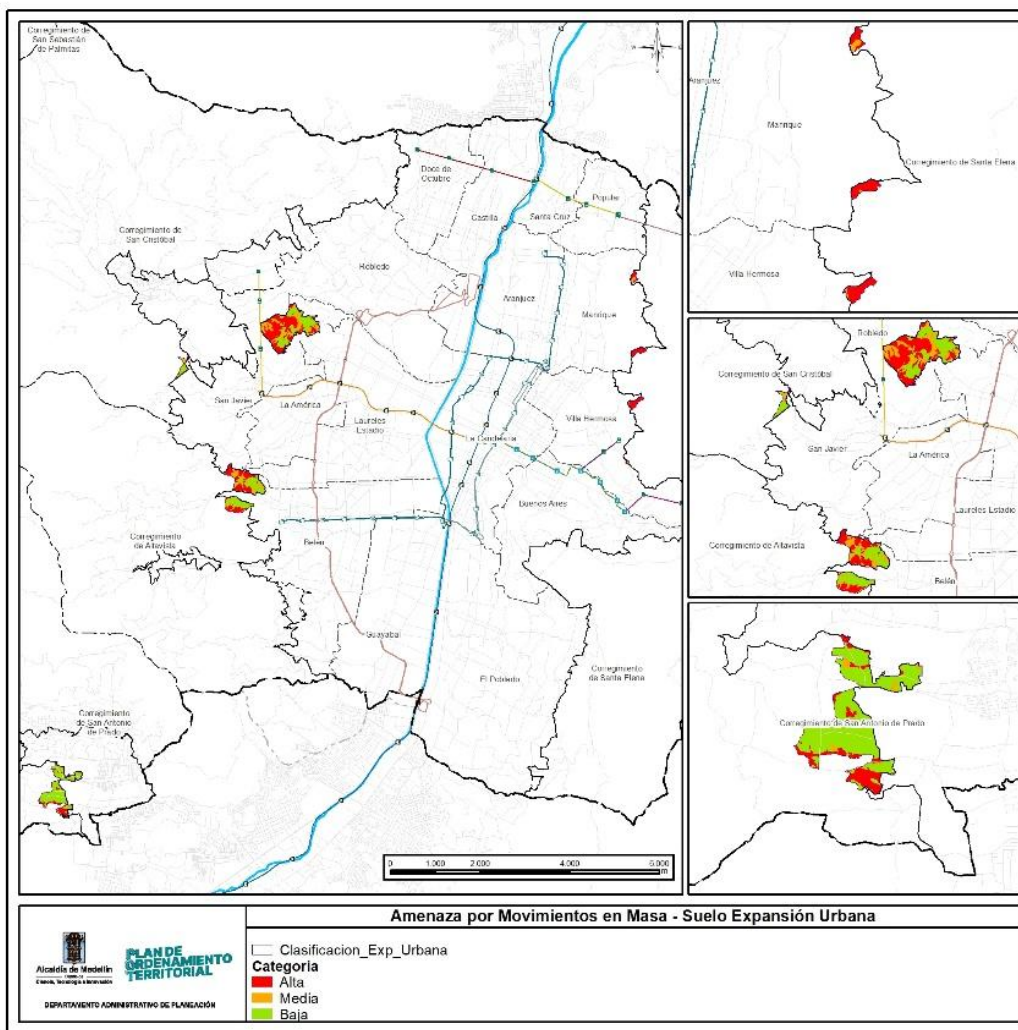 Corregimiento de
San Sebastián
de Palmitas
Doce de
Octubre
Popular
Castilla
Santa Cruz
Corregimiento de
San Cristóbal
Robledo
Aranjuez
Manrique
San Javier
La América
Laureles
Estadio
Villa Hermosa
La Candelaria
Buenos Aires
Corregimiento
de Altavista
Belén
Guayabal
El Poblado
Corregimiento
de Santa Elena
Corregimiento
de San Antonio
de Prado
0 1.000 2.000 4.000 6.000
m
Aranjuez
Manrique
Corregimiento de Santa Elena
Villa Hermosa
Robledo
Corregimiento de San Cristóbal
San Javier
La América
Laureles Estadio
Corregimiento de Altavista
Belén
Corregimiento de San Antonio de Prado
Amenaza por Movimientos en Masa - Suelo Expansión Urbana
Alcaldía de Medellín
Ciencia, Tecnología e Innovación
PLAN DE
ORDENAMIENTO
TERRITORIAL
DEPARTAMENTO ADMINISTRATIVO DE PLANEACIÓN
Clasificacion_Exp_Urbana
Categoria
Alta
Media
Baja